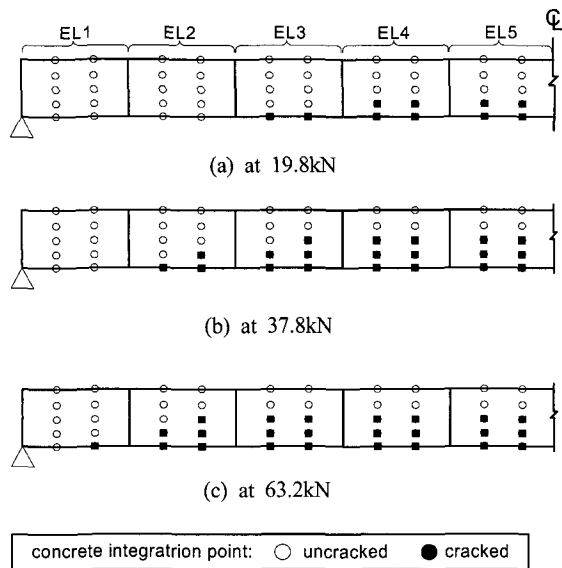 ℄
EL1 EL2 EL3 EL4 EL5
(a) at 19.8kN
(b) at 37.8kN
(c) at 63.2kN
concrete integratrion point: uncracked cracked